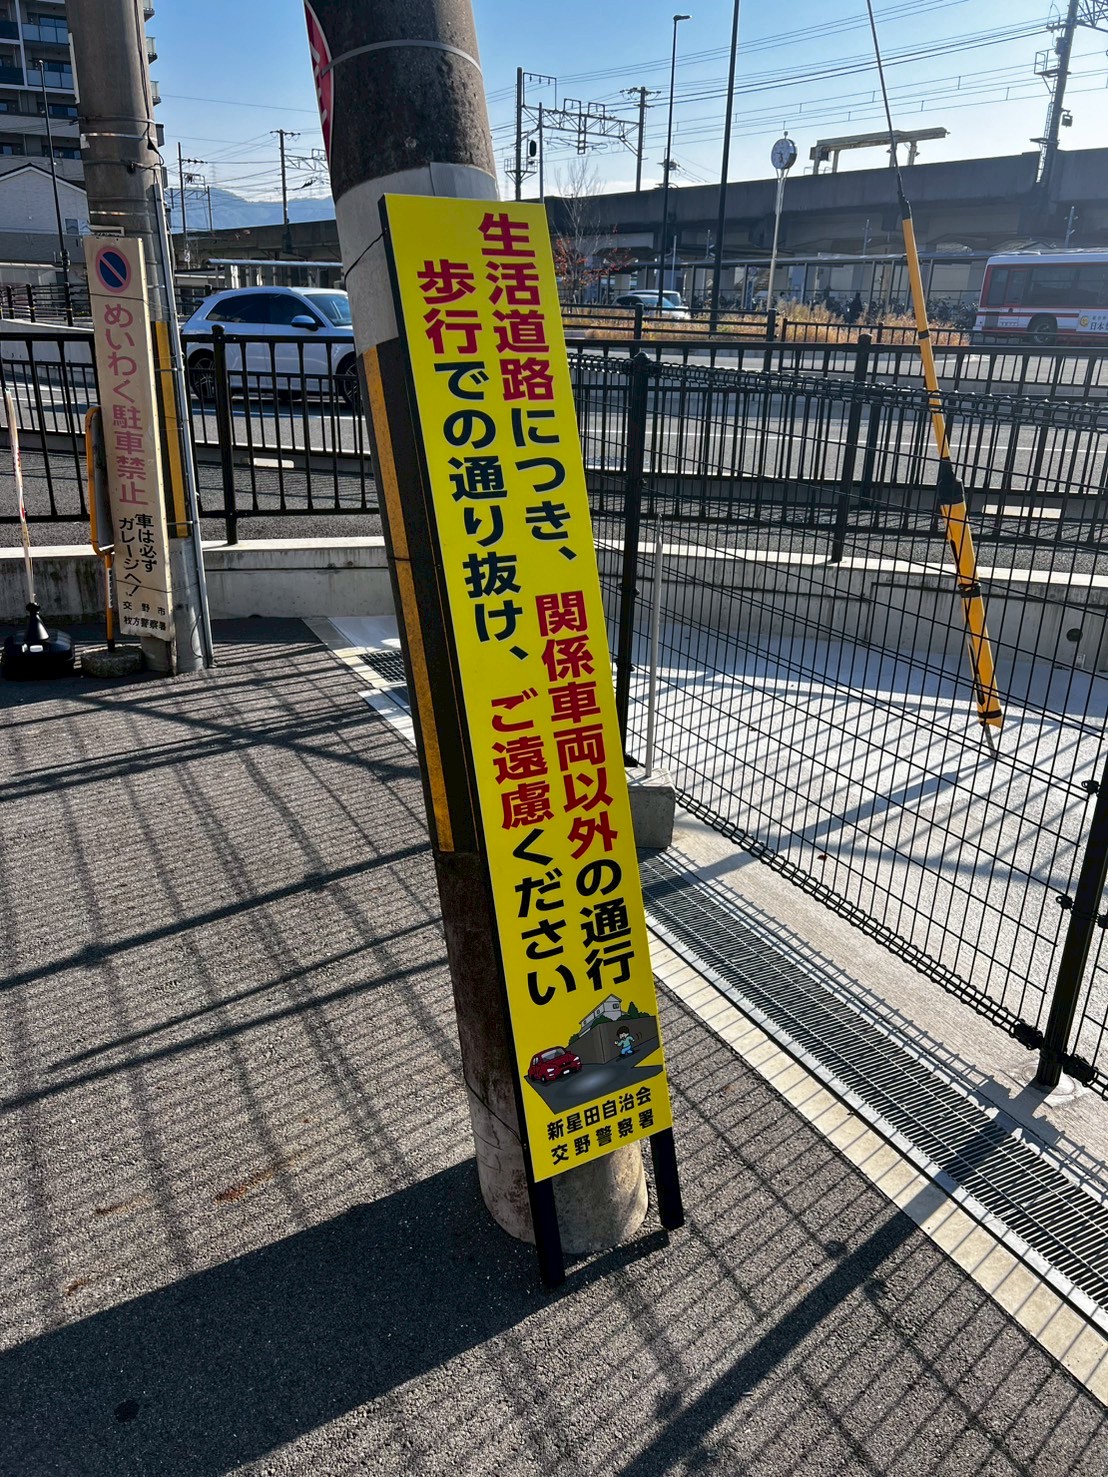 生活道路につき、関係車両以外の通行
歩行での通り抜け、ご遠慮ください
新星田自治会
交野警察署
めいわく駐車禁止
車は必ず
ガレージへ！
交野市
枚方警察署